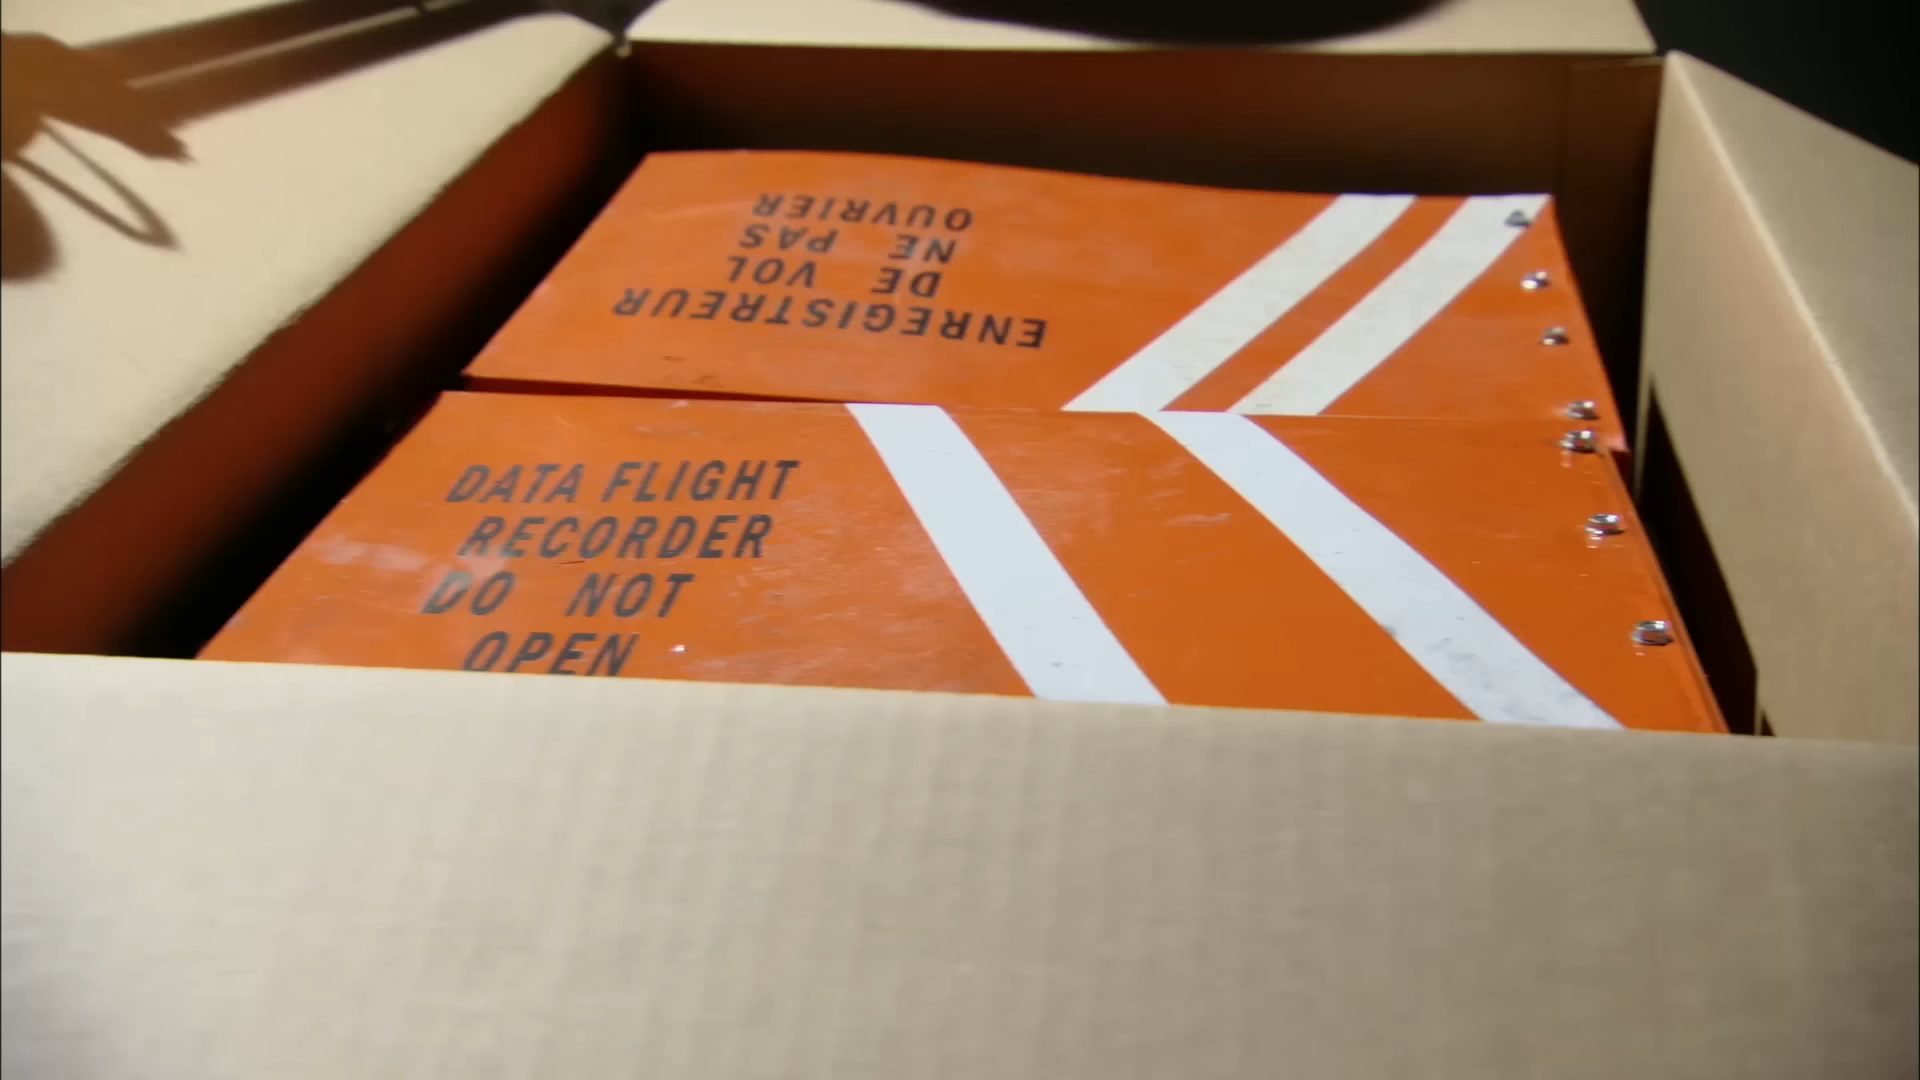 ENREGISTREUR
DE VOL
NE PAS
OUVRIER
DATA FLIGHT
RECORDER
DO NOT
OPEN